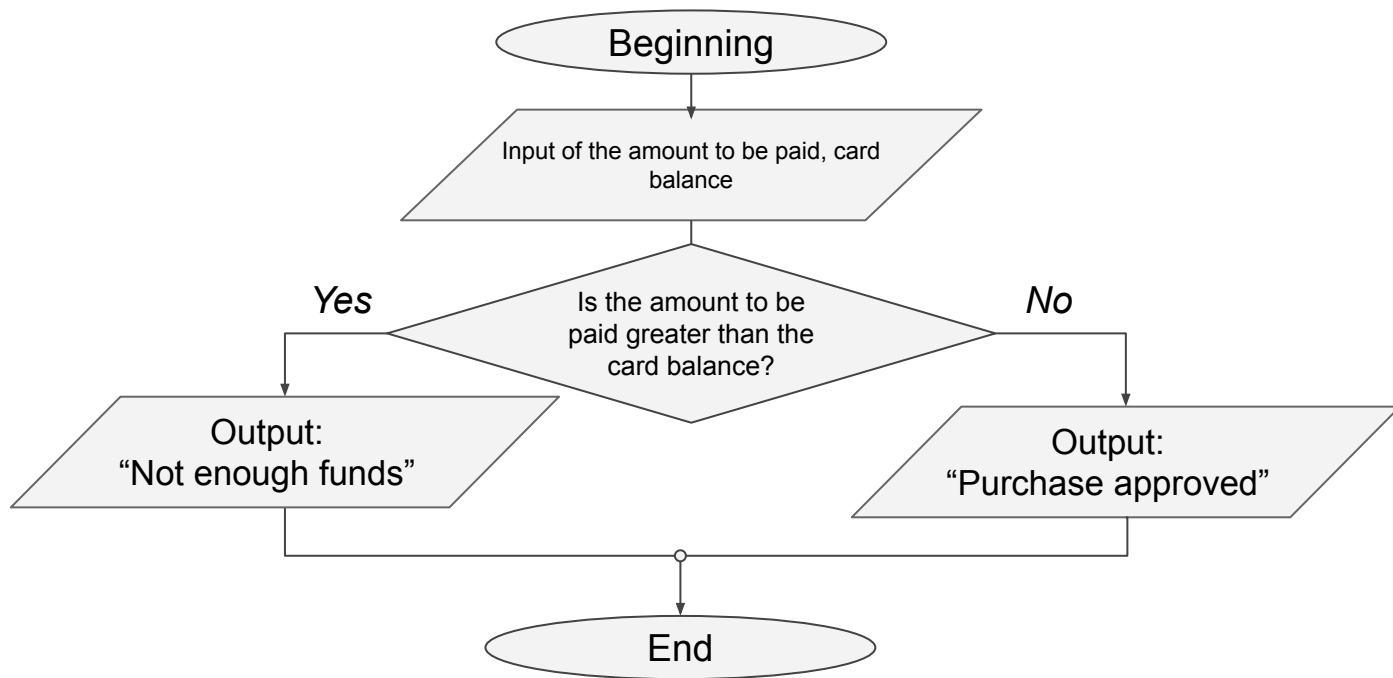 Beginning
Input of the amount to be paid, card
balance
Yes
Is the amount to be
paid greater than the
card balance?
No
Output:
“Not enough funds”
Output:
“Purchase approved”
End